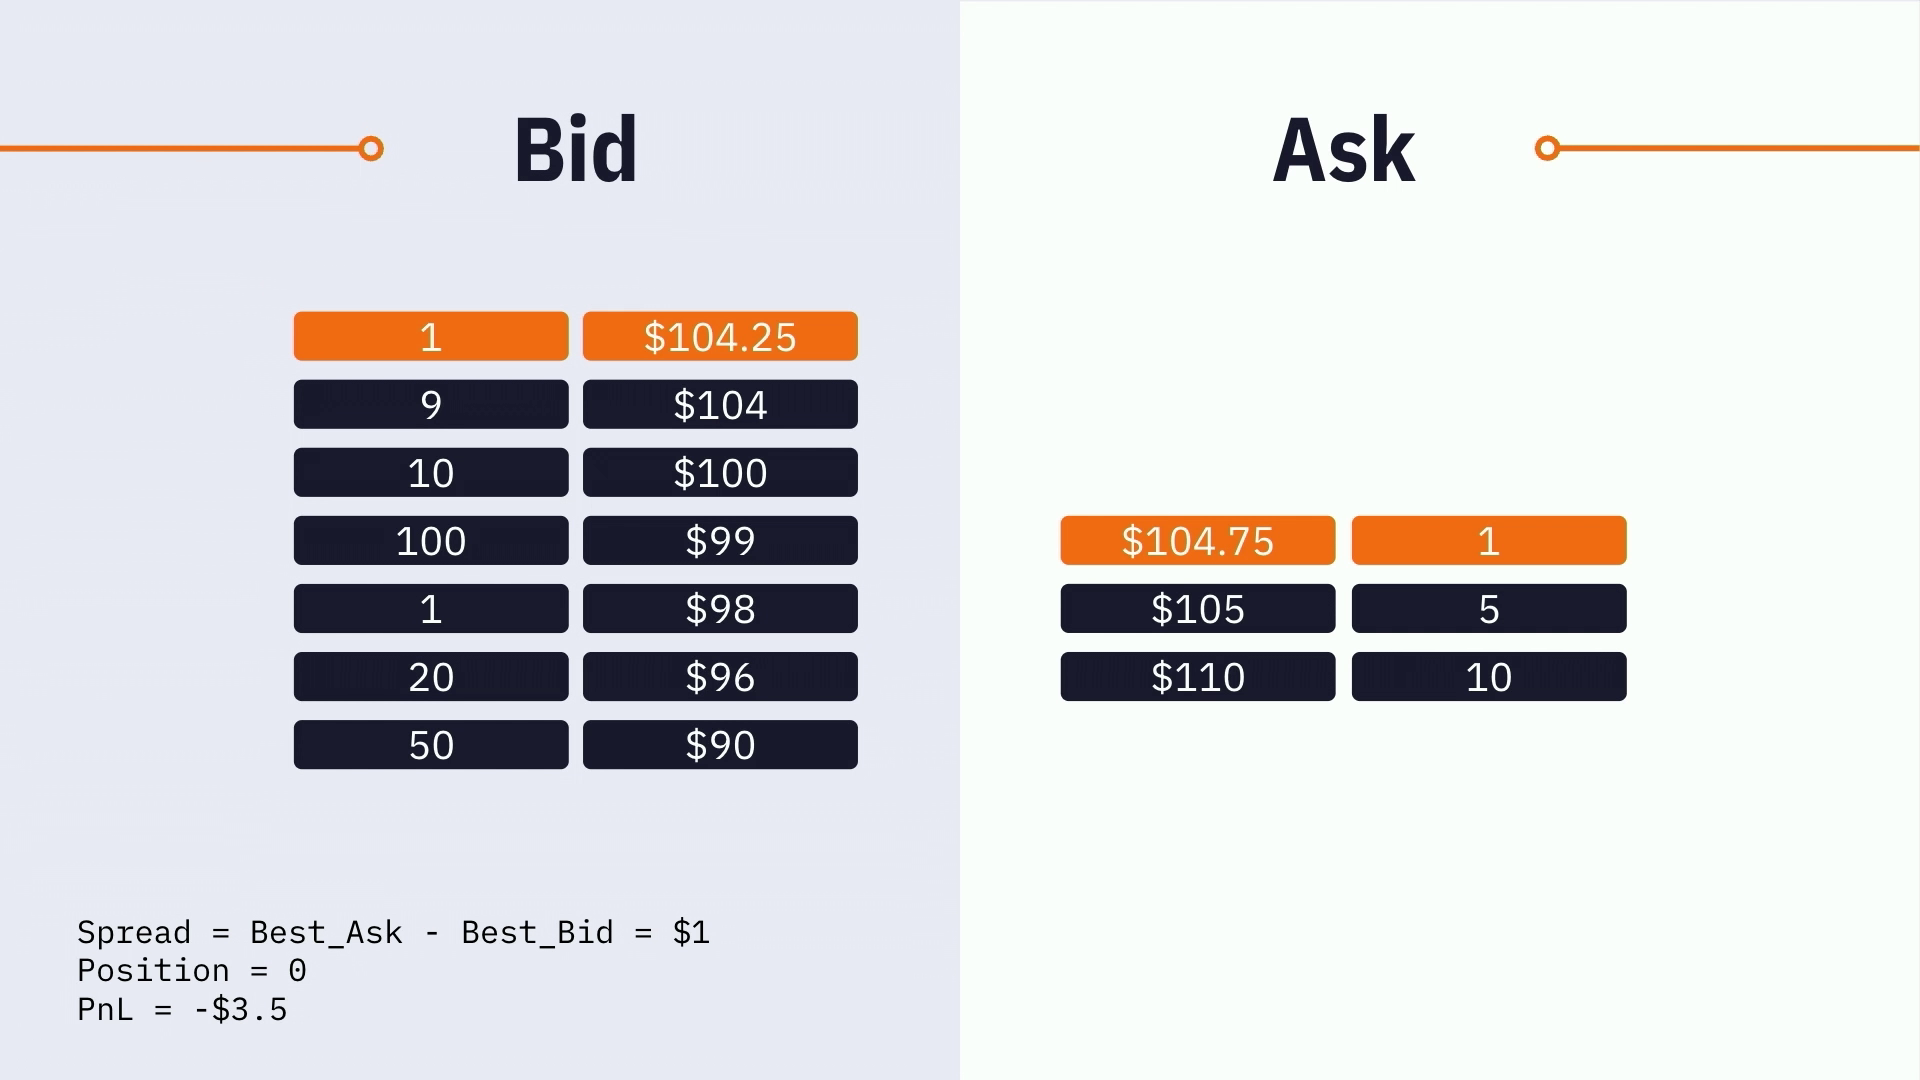 Bid
1 $104.25
9 $104
10 $100
100 $99
1 $98
20 $96
50 $90
Ask
$104.75 1
$105 5
$110 10
Spread = Best_Ask - Best_Bid = $1
Position = 0
PnL = -$3.5